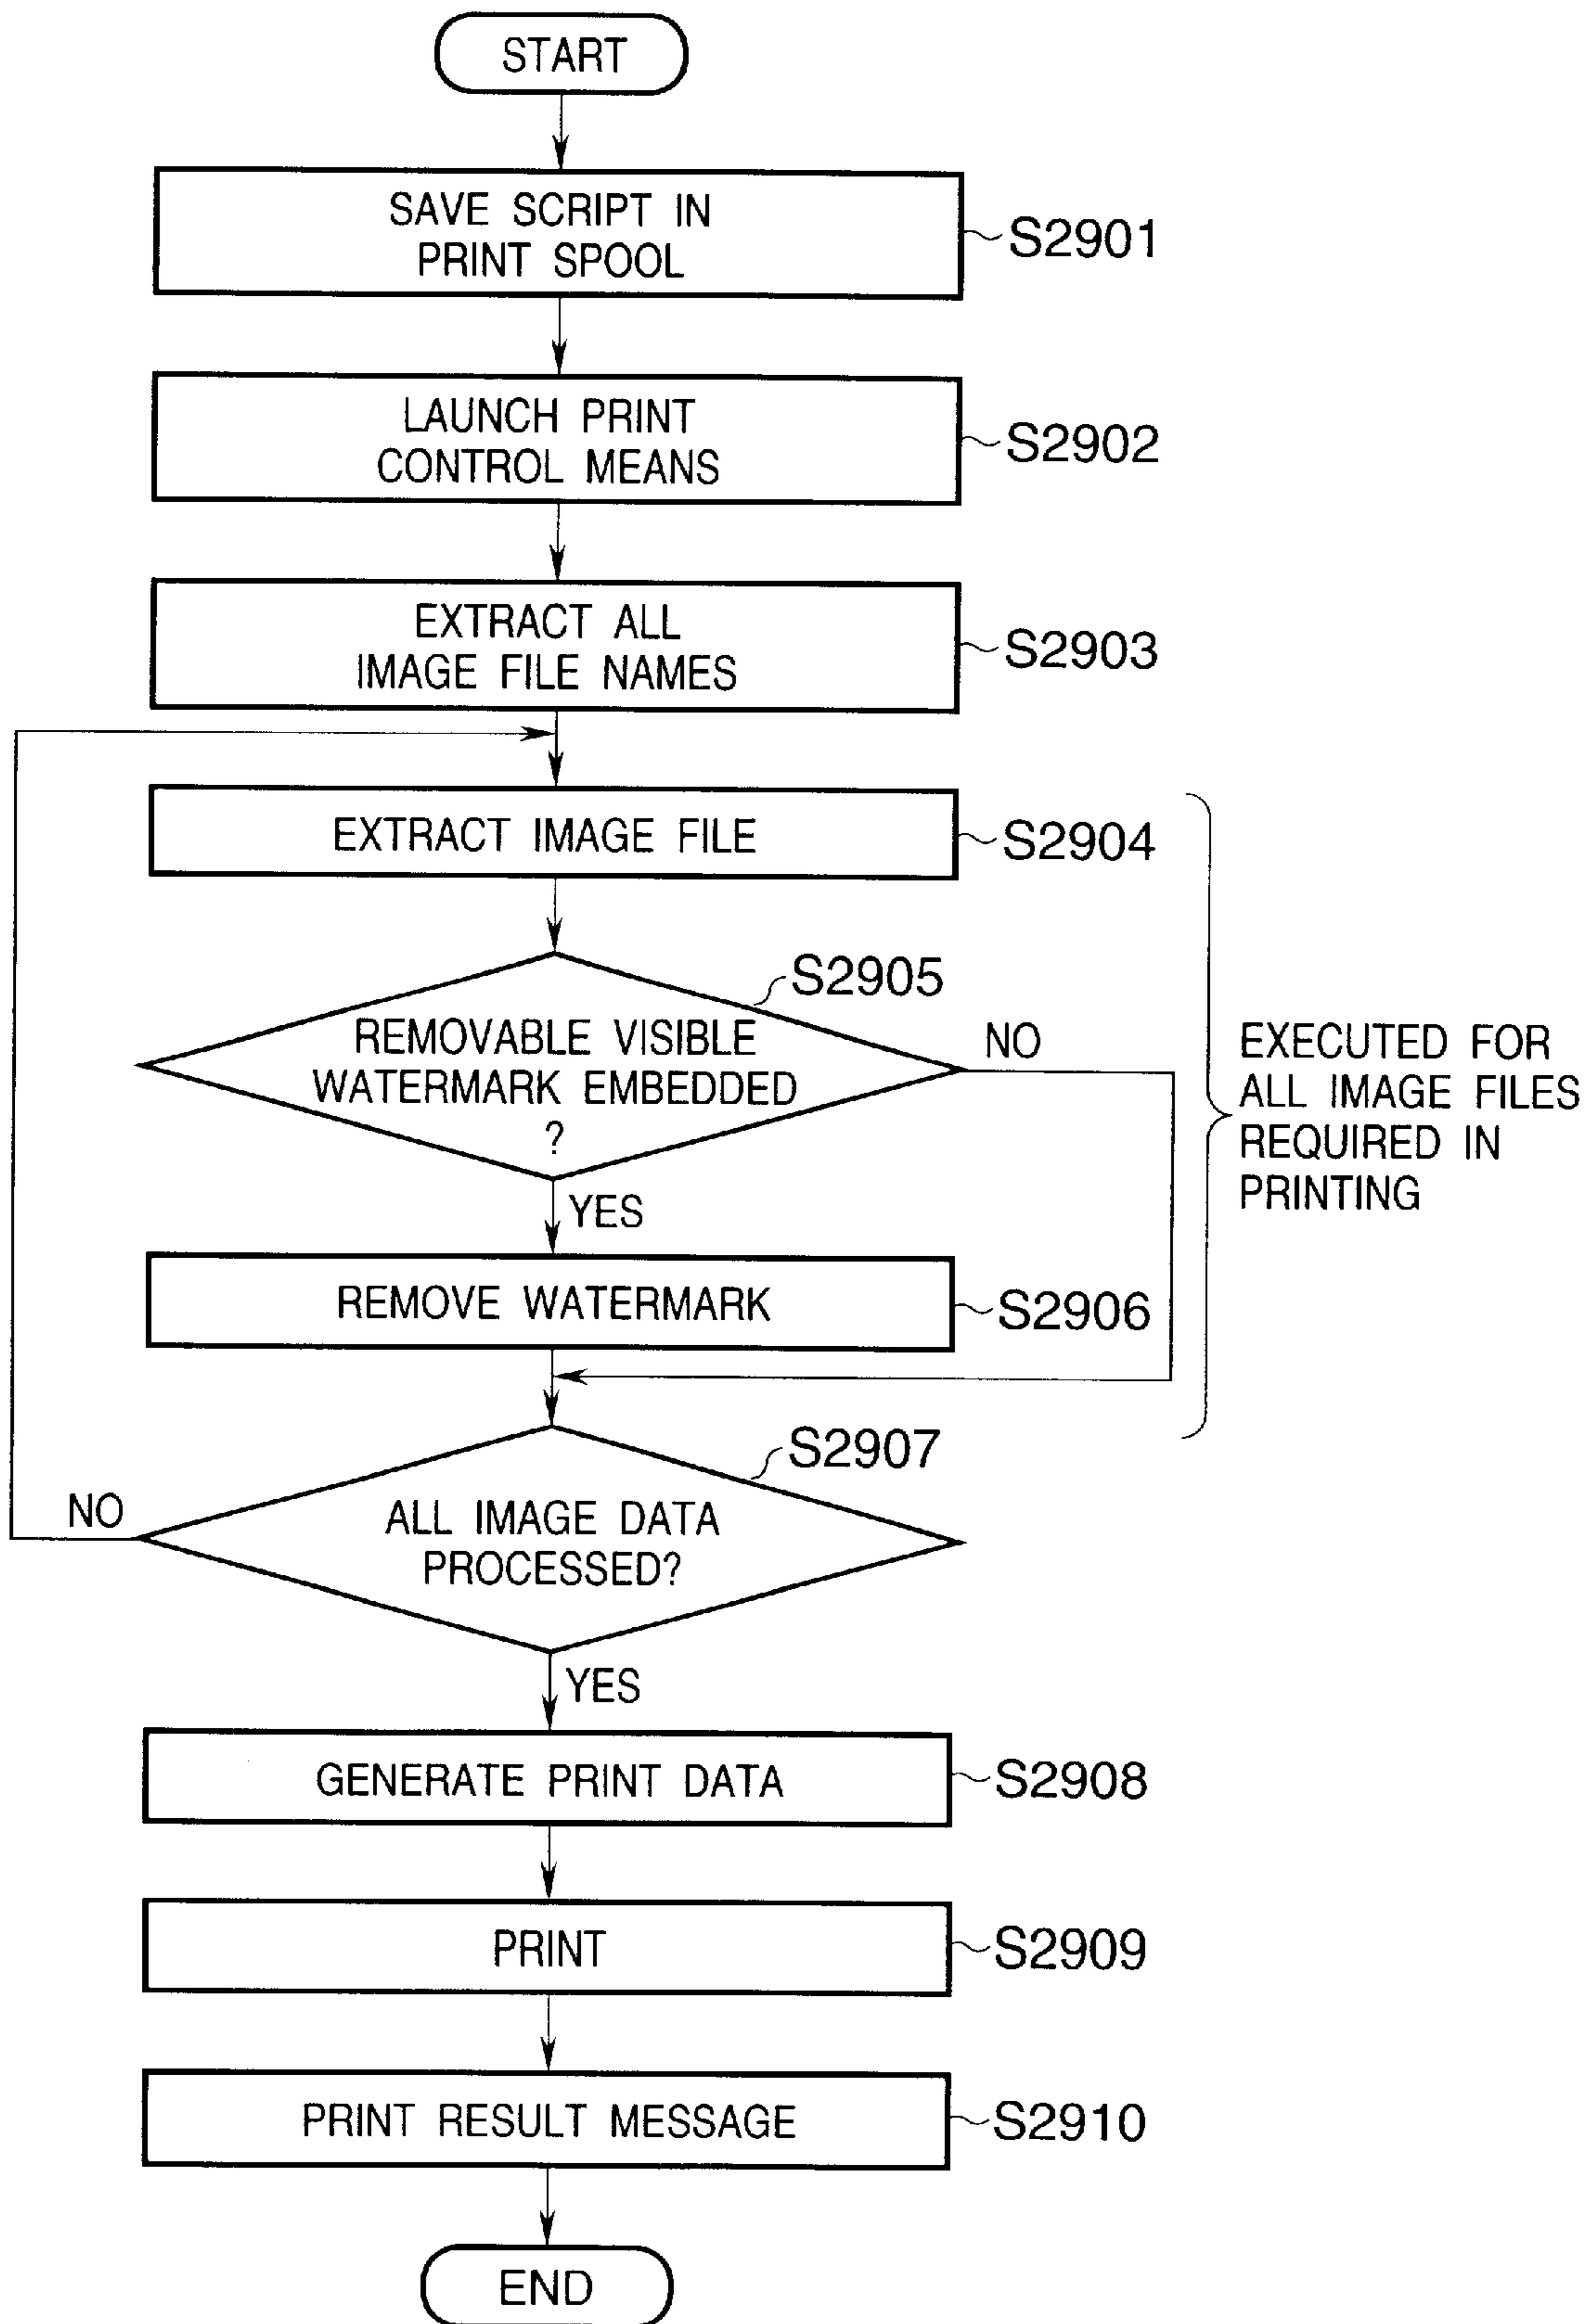 START
SAVE SCRIPT IN
PRINT SPOOL
S2901
LAUNCH PRINT
CONTROL MEANS
S2902
EXTRACT ALL
IMAGE FILE NAMES
S2903
EXTRACT IMAGE FILE
S2904
S2905
REMOVABLE VISIBLE
WATERMARK EMBEDDED
?
NO
YES
EXECUTED FOR
ALL IMAGE FILES
REQUIRED IN
PRINTING
REMOVE WATERMARK
S2906
S2907
ALL IMAGE DATA
PROCESSED?
NO
YES
GENERATE PRINT DATA
S2908
PRINT
S2909
PRINT RESULT MESSAGE
S2910
END